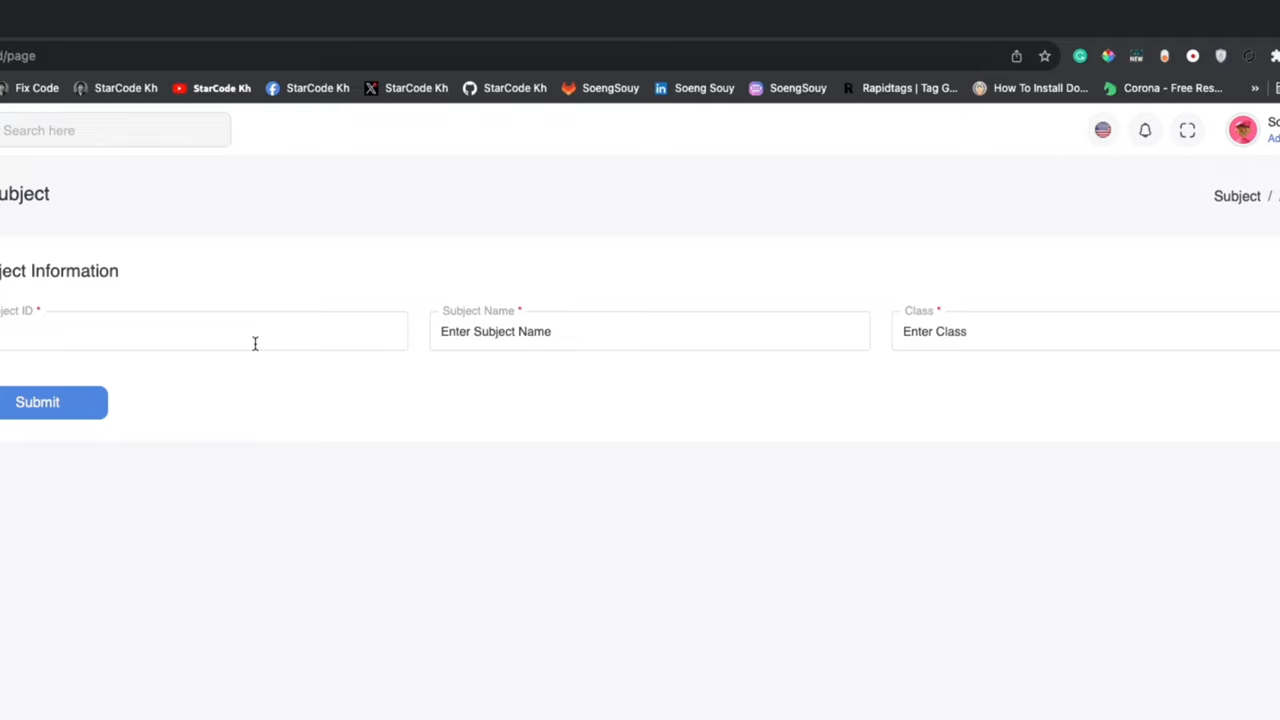 d/page
Fix Code StarCode Kh StarCode Kh StarCode Kh StarCode Kh StarCode Kh SoengSouy Soeng Souy SoengSouy Rapidtags | Tag G... How To Install Do... Corona - Free Res... »
Search here
So
Ad
ubject
Subject /
ject Information
ject ID *
Subject Name *
Class *
Enter Subject Name
Enter Class
Submit